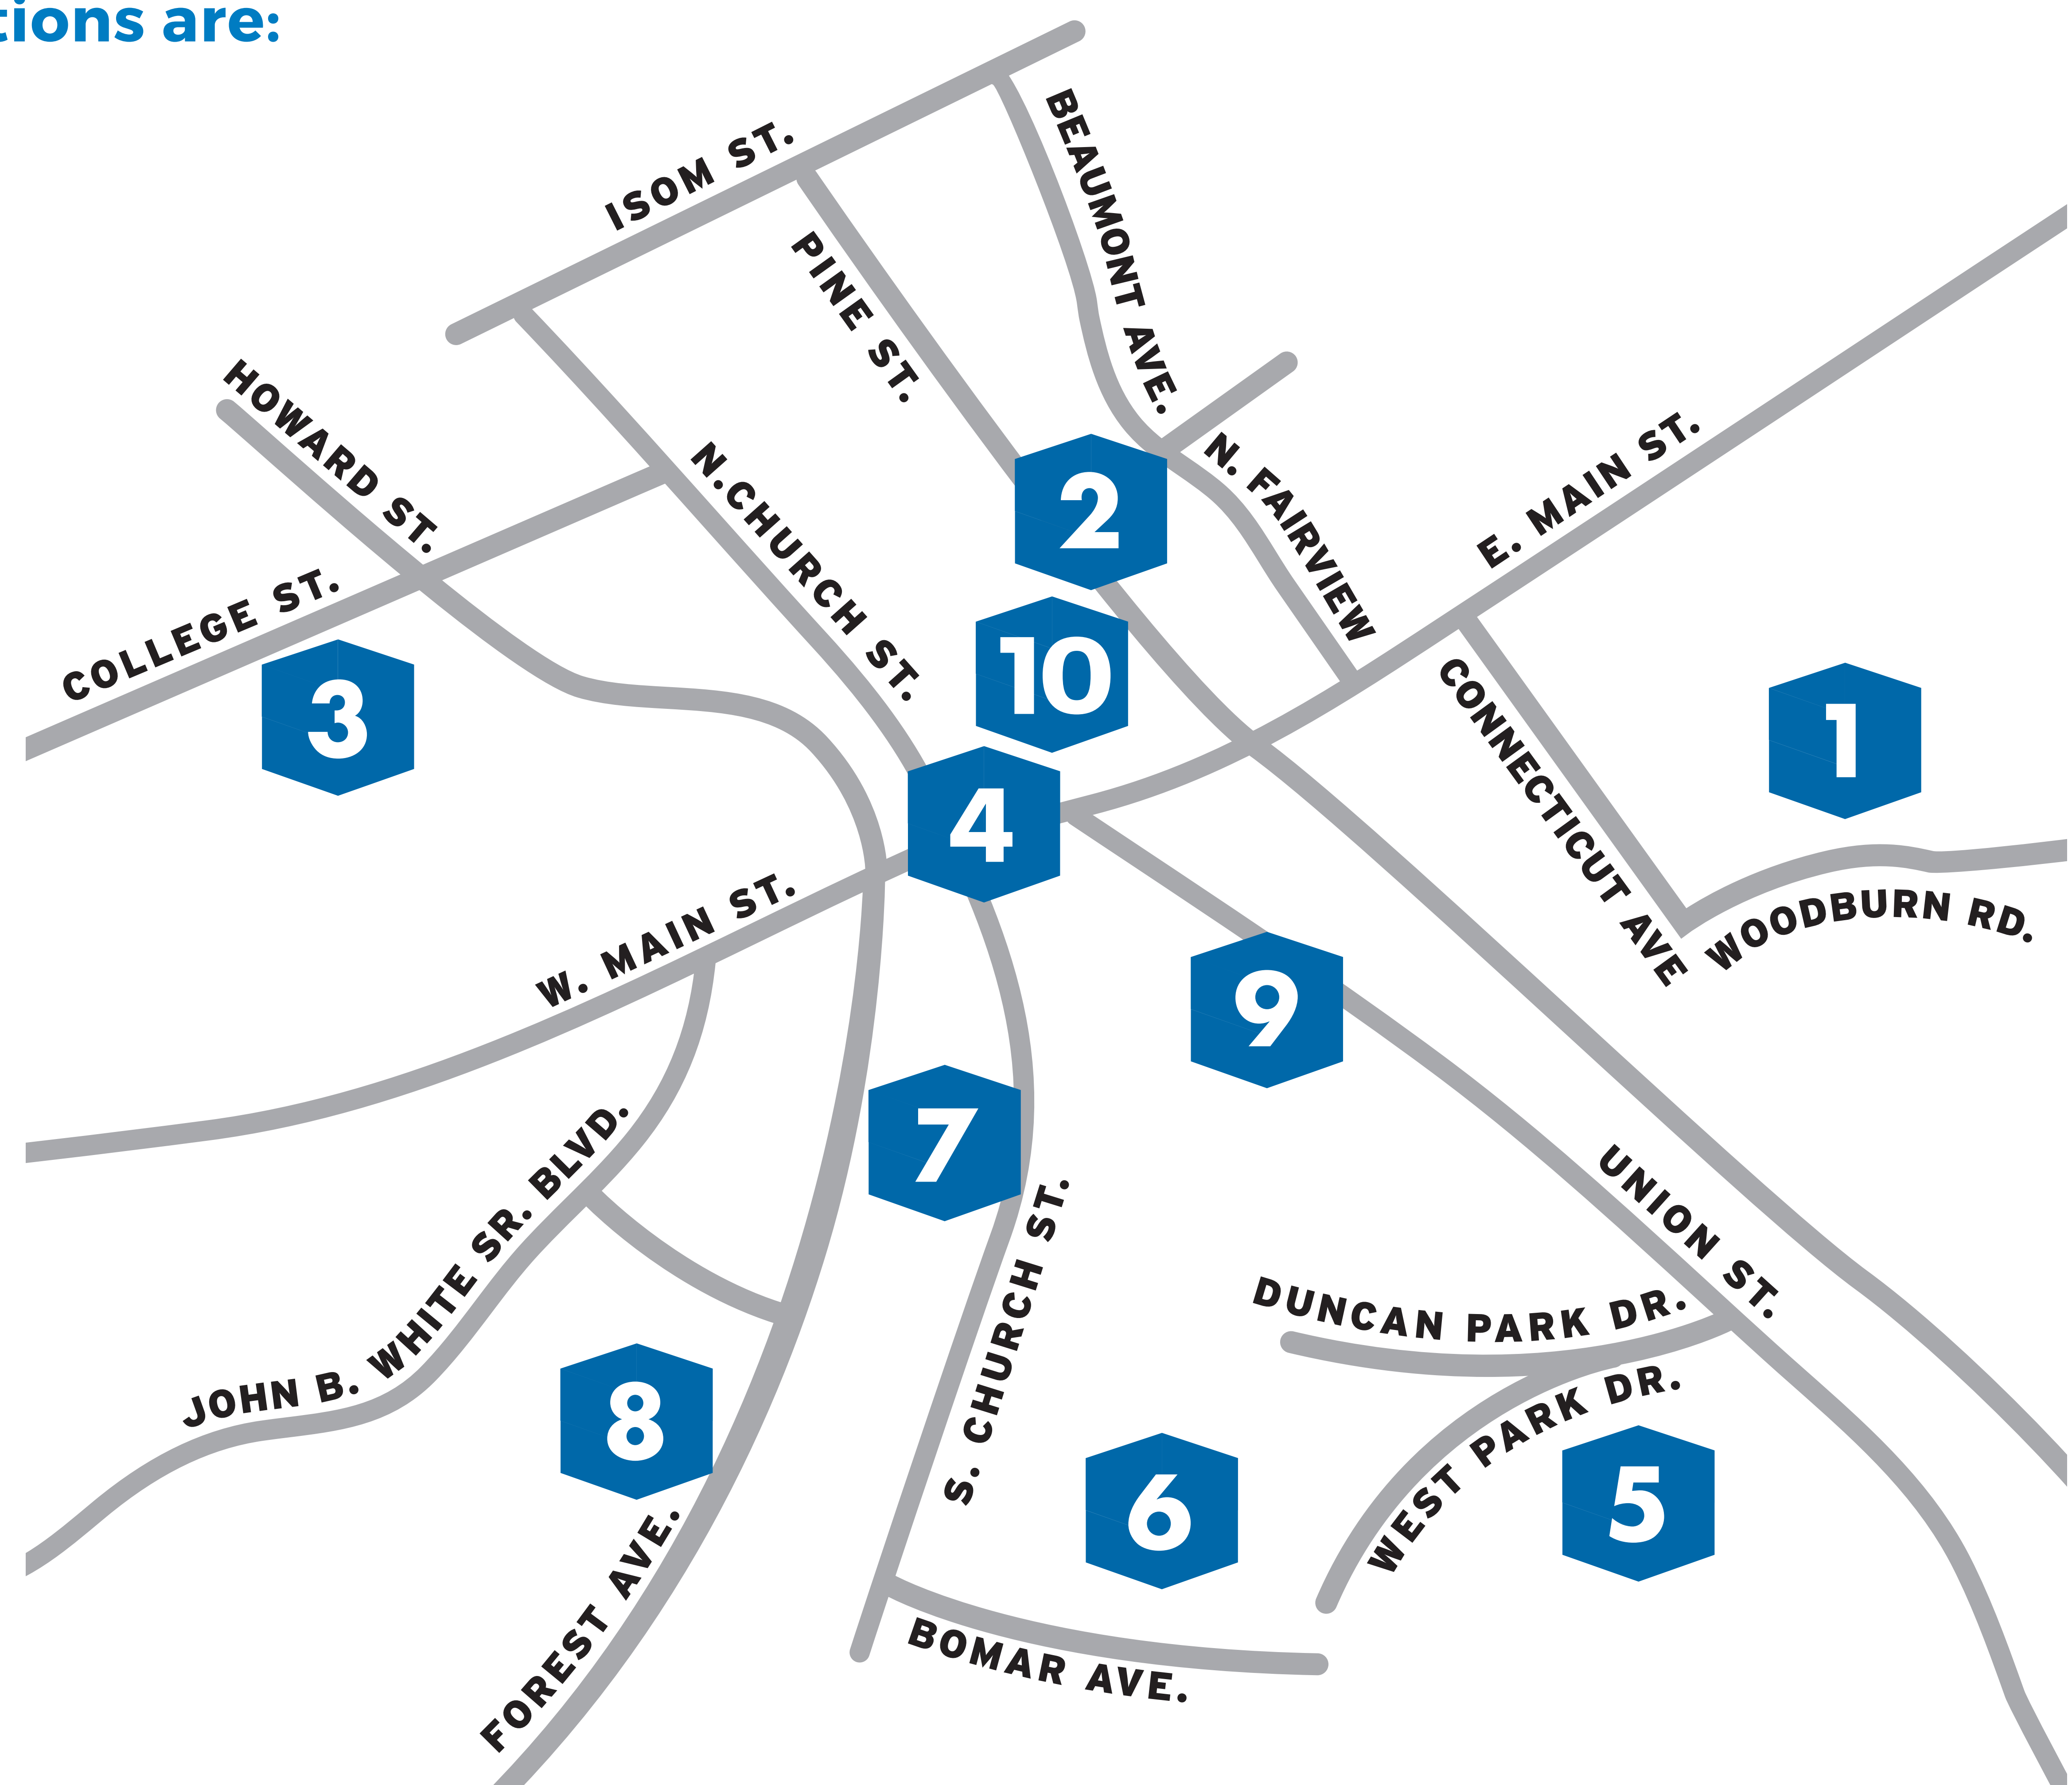 tions are:
ISOM ST.
BEAUMONT AVE.
PINE ST.
HOWARD ST.
N.CHURCH ST.
N. FAIRVIEW
E. MAIN ST.
2
COLLEGE ST.
10
3
CONNECTICUT AVE
1
4
W. MAIN ST.
WOODBURN RD.
9
7
JOHN B. WHITE SR. BLVD.
UNION ST.
S. CHURCH ST.
DUNCAN PARK DR.
8
WEST PARK DR.
6
5
FOREST AVE.
BOMAR AVE.